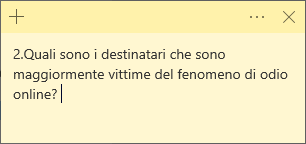 2.Quali sono i destinatari che sono
maggiormente vittime del fenomeno di odio
online?